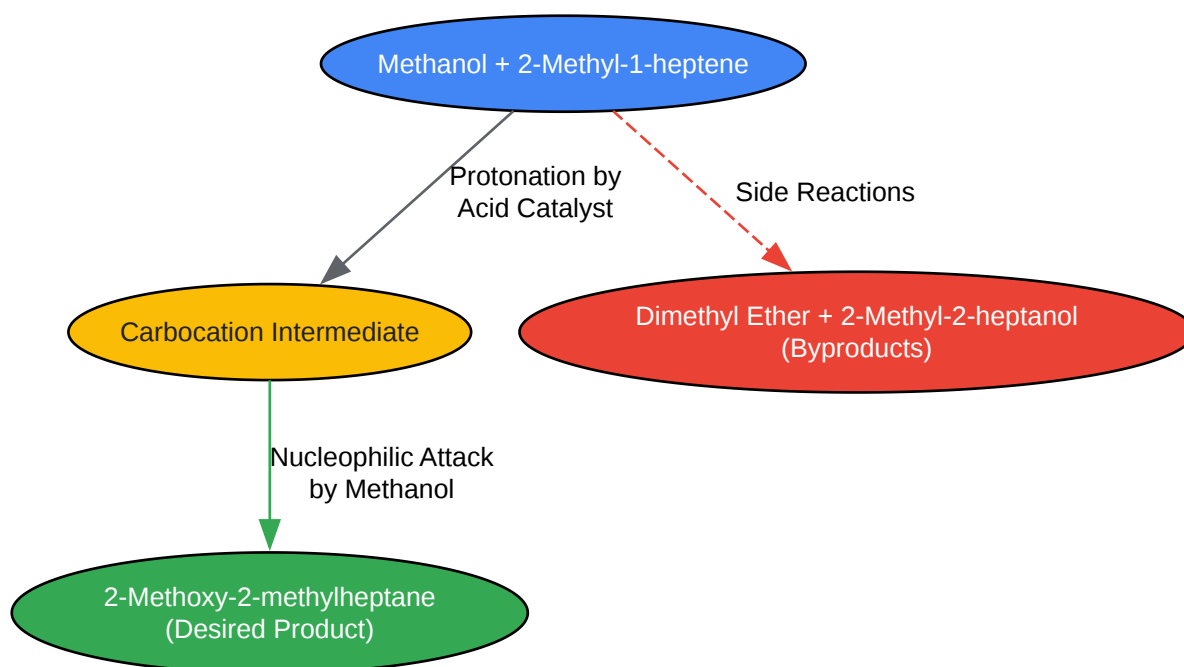 Methanol + 2-Methyl-1-heptene
Protonation by
Acid Catalyst
Side Reactions
Carbocation Intermediate
Dimethyl Ether + 2-Methyl-2-heptanol
(Byproducts)
Nucleophilic Attack
by Methanol
2-Methoxy-2-methylheptane
(Desired Product)